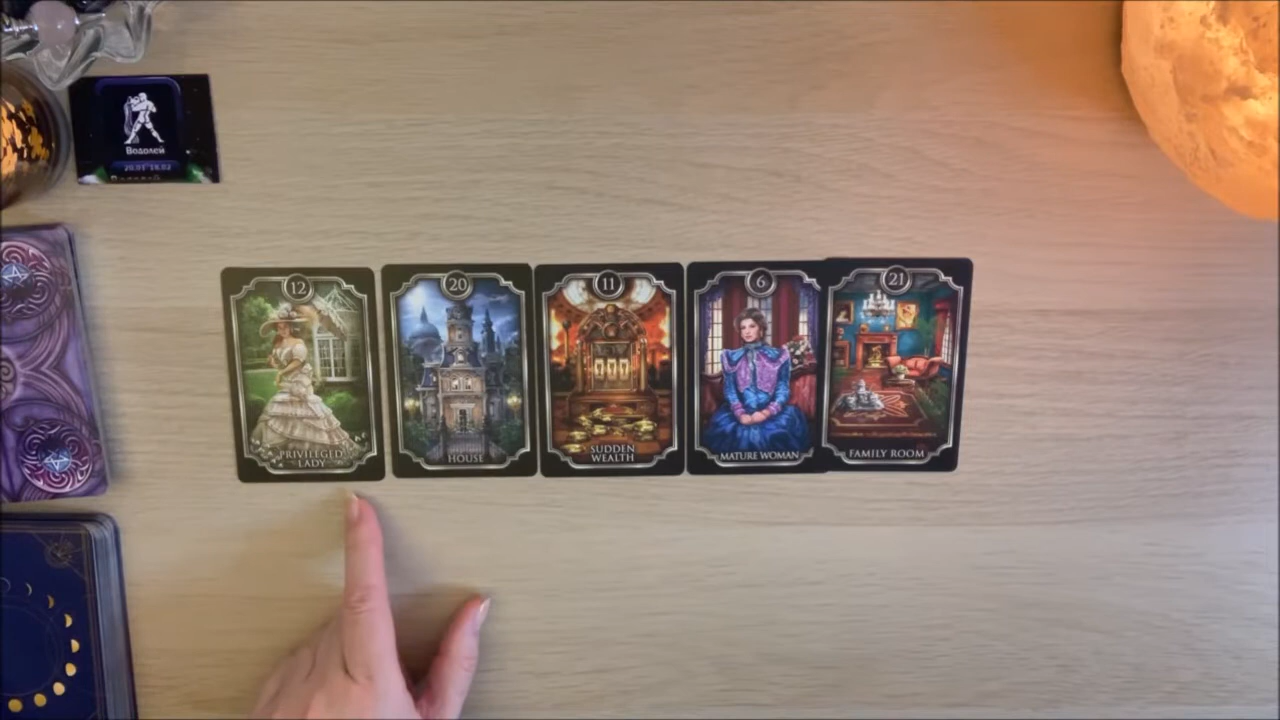 Водолей
20.01-18.02
12
PRIVILEGED
LADY
20
HOUSE
11
777
SUDDEN
WEALTH
6
MATURE WOMAN
21
FAMILY ROOM